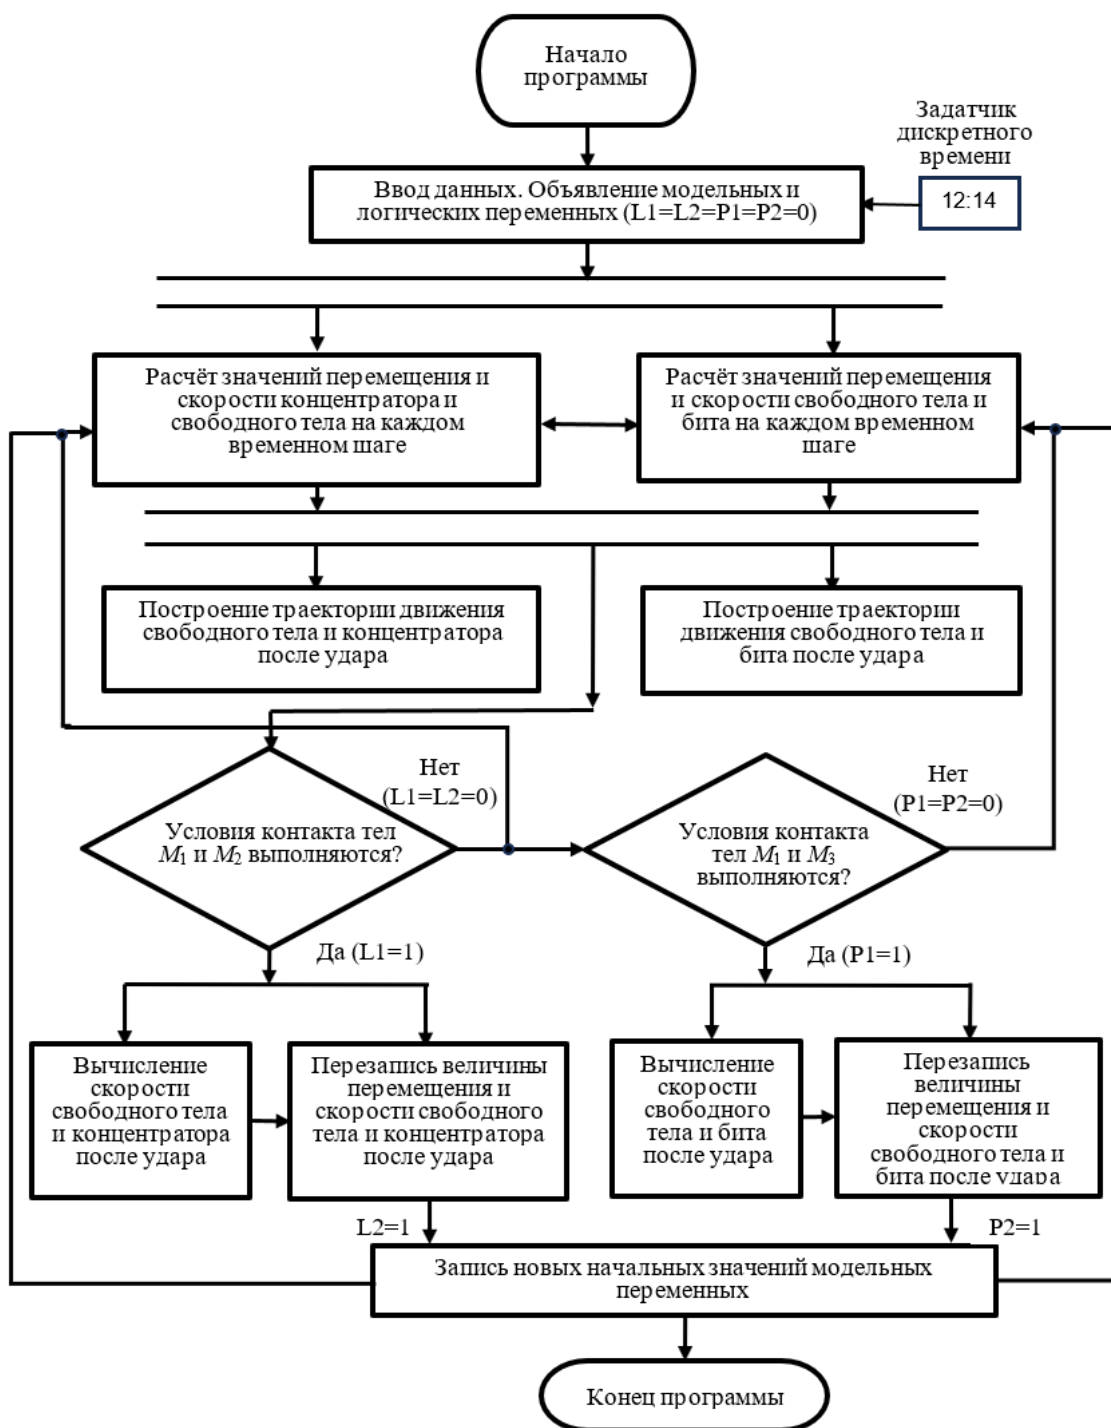 Начало
программы
Задатчик
дискретного
времени
12:14
Ввод данных. Объявление модельных и
логических переменных (L1=L2=P1=P2=0)
Расчёт значений перемещения и
скорости концентратора и
свободного тела на каждом
временном шаге
Расчёт значений перемещения
и скорости свободного тела и
бита на каждом временном
шаге
Построение траектории движения
свободного тела и концентратора
после удара
Построение траектории
движения свободного тела и
бита после удара
Нет
(L1=L2=0)
Условия контакта тел
M1 и M2 выполняются?
Нет
(P1=P2=0)
Условия контакта
тел M1 и M3
выполняются?
Да (L1=1)
Да (P1=1)
Вычисление
скорости
свободного тела
и концентратора
после удара
Перезапись величины
перемещения и
скорости свободного
тела и концентратора
после удара
Вычисление
скорости
свободного
тела и бита
после удара
Перезапись
величины
перемещения и
скорости
свободного тела и
бита после удара
L2=1
P2=1
Запись новых начальных значений модельных
переменных
Конец программы